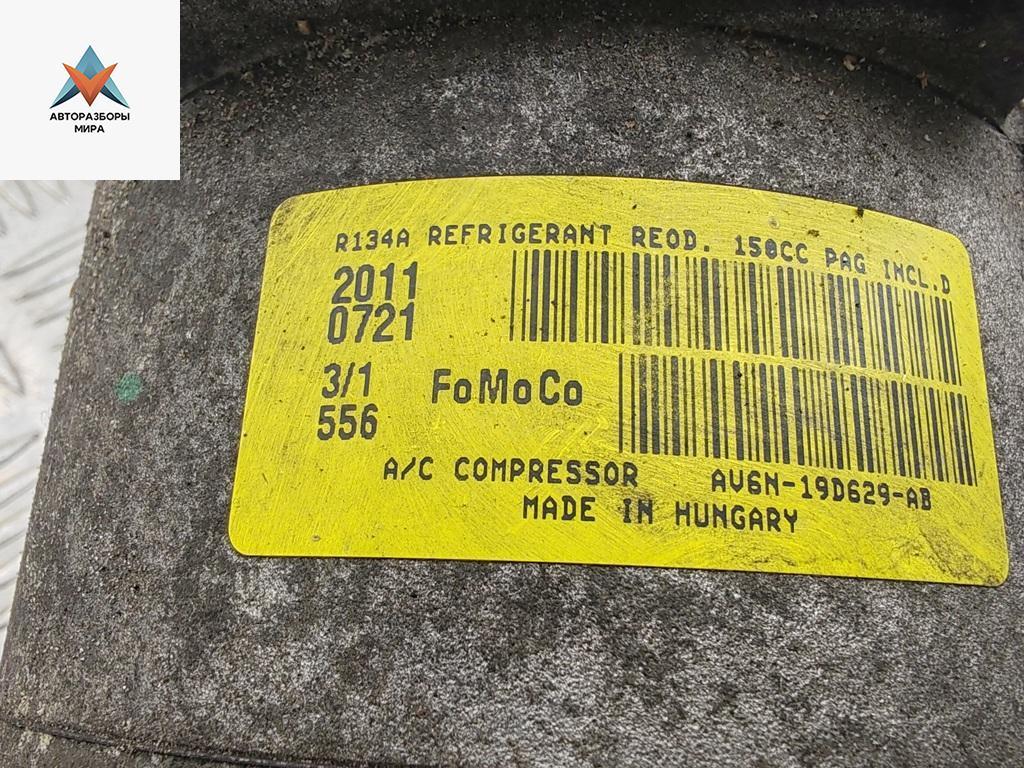 АВТОРАЗБОРЫ
МИРА
R134A REFRIGERANT REQD. 150CC PAG INCL.D
2011
0721
3/1
FoMoCo
556
A/C COMPRESSOR AV6N-19D629-AB
MADE IN HUNGARY